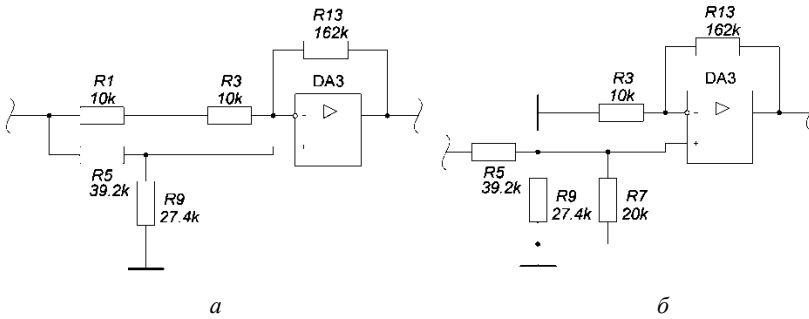 R13
162k
DA3
R1
10k
R3
10k
-
R5
39.2k
R9
27.4k
а
R13
162k
DA3
R3
10k
-
+
R5
39.2k
R9
27.4k
R7
20k
б